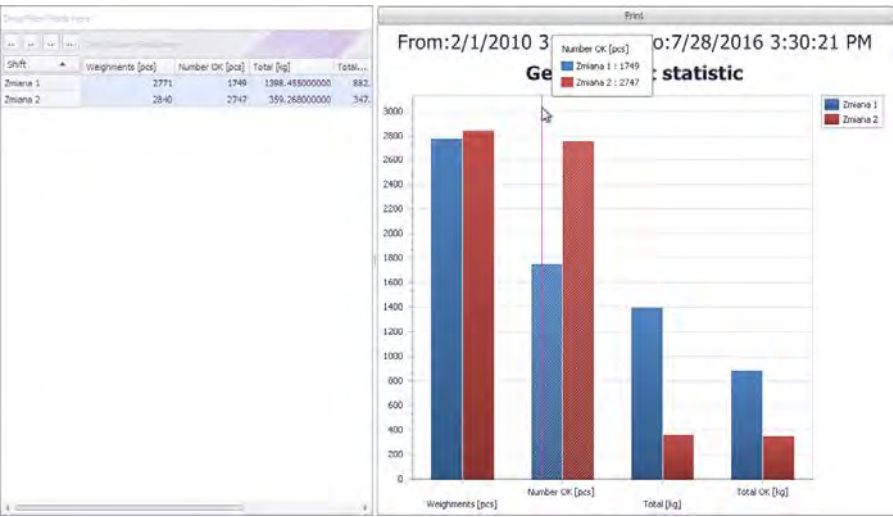 Print
From:2/1/2010 3 o:7/28/2016 3:30:21 PM
Ge statistic
Number OK [pcs]
Zmiana 1 : 1749
Zmiana 2 : 2747
Shift Weighments [pcs] Number OK [pcs] Total [kg] Total...
Zmiana 1 2771 1749 1398.455000000 882.
Zmiana 2 2840 2747 359.268000000 347.
Zmiana 1
Zmiana 2
3000
2800
2600
2400
2200
2000
1800
1600
1400
1200
1000
800
600
400
200
0
Weighments [pcs] Number OK [pcs] Total [kg] Total OK [kg]